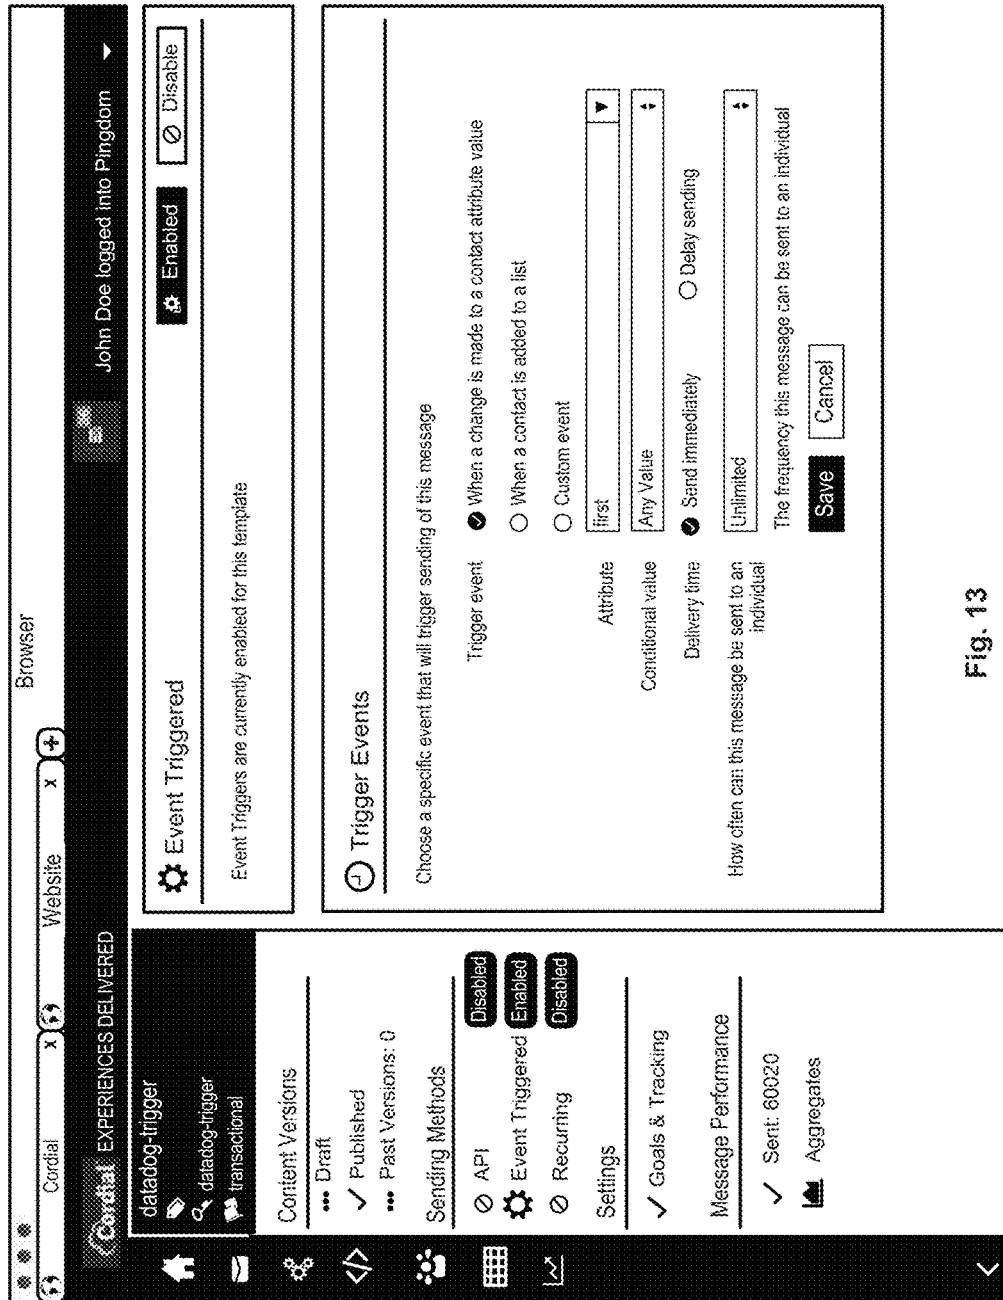 Browser
Cordial x
Website x
Cordial EXPERIENCES DELIVERED
John Doe logged into Pingdom
datadog-trigger
datadog-trigger
transactional
Content Versions
Draft
Published
Past Versions: 0
Sending Methods
API Disabled
Event Triggered Enabled
Recurring Disabled
Settings
Goals & Tracking
Message Performance
Sent: 60020
Aggregates
Event Triggered
Enabled
Disable
Event Triggers are currently enabled for this template
Trigger Events
Choose a specific event that will trigger sending of this message
Trigger event
When a change is made to a contact attribute value
When a contact is added to a list
Custom event
Attribute first
Conditional value Any Value
Delivery time Send immediately Delay sending
How often can this message be sent to an
individual
Unlimited
The frequency this message can be sent to an individual
Save Cancel
Fig. 13